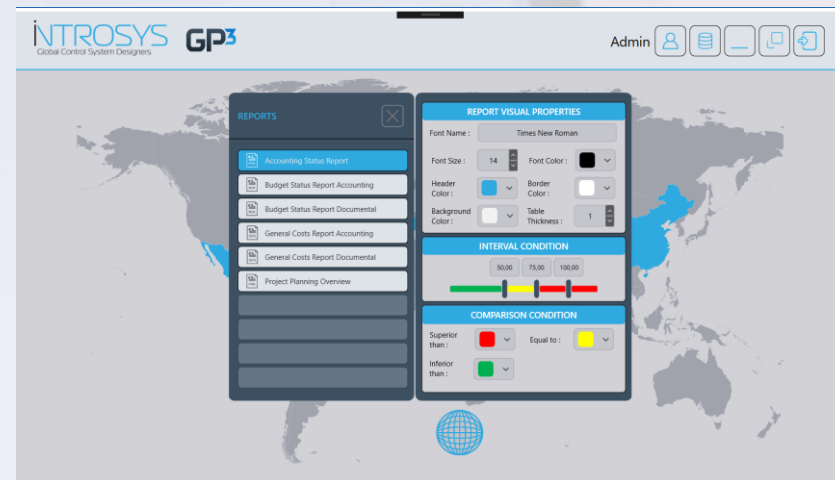 INTROSYS
Global Control System Designers
GP3
Admin
REPORTS
Accounting Status Report
Budget Status Report Accounting
Budget Status Report Documental
General Costs Report Accounting
General Costs Report Documental
Project Planning Overview
REPORT VISUAL PROPERTIES
Font Name : Times New Roman
Font Size : 14 Font Color :
Header Color :
Border Color :
Background Color :
Table Thickness : 1
INTERVAL CONDITION
50,00 75,00 100,00
COMPARISON CONDITION
Superior than :
Equal to :
Inferior than :